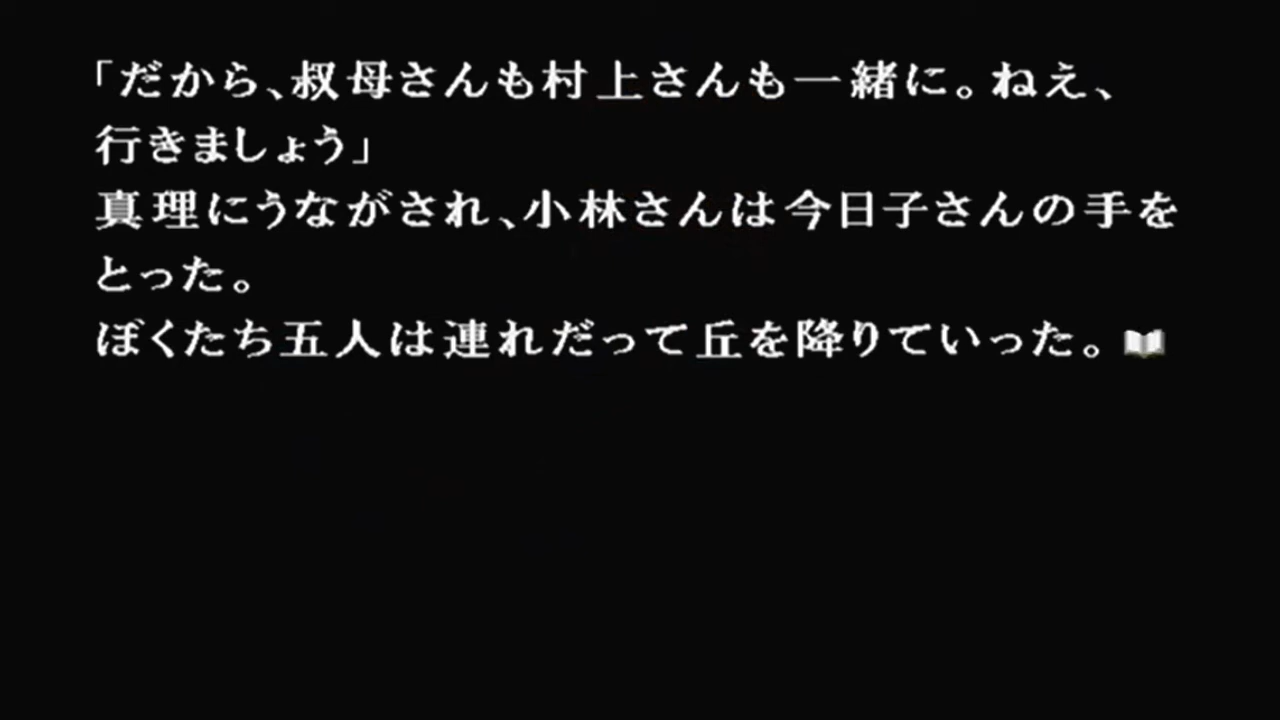 「だから、叔母さんも村上さんも一緒に。ねえ、
行きましょう」
真理にうながされ、小林さんは今日子さんの手を
とった。
ぼくたち五人は連れだって丘を降りていった。